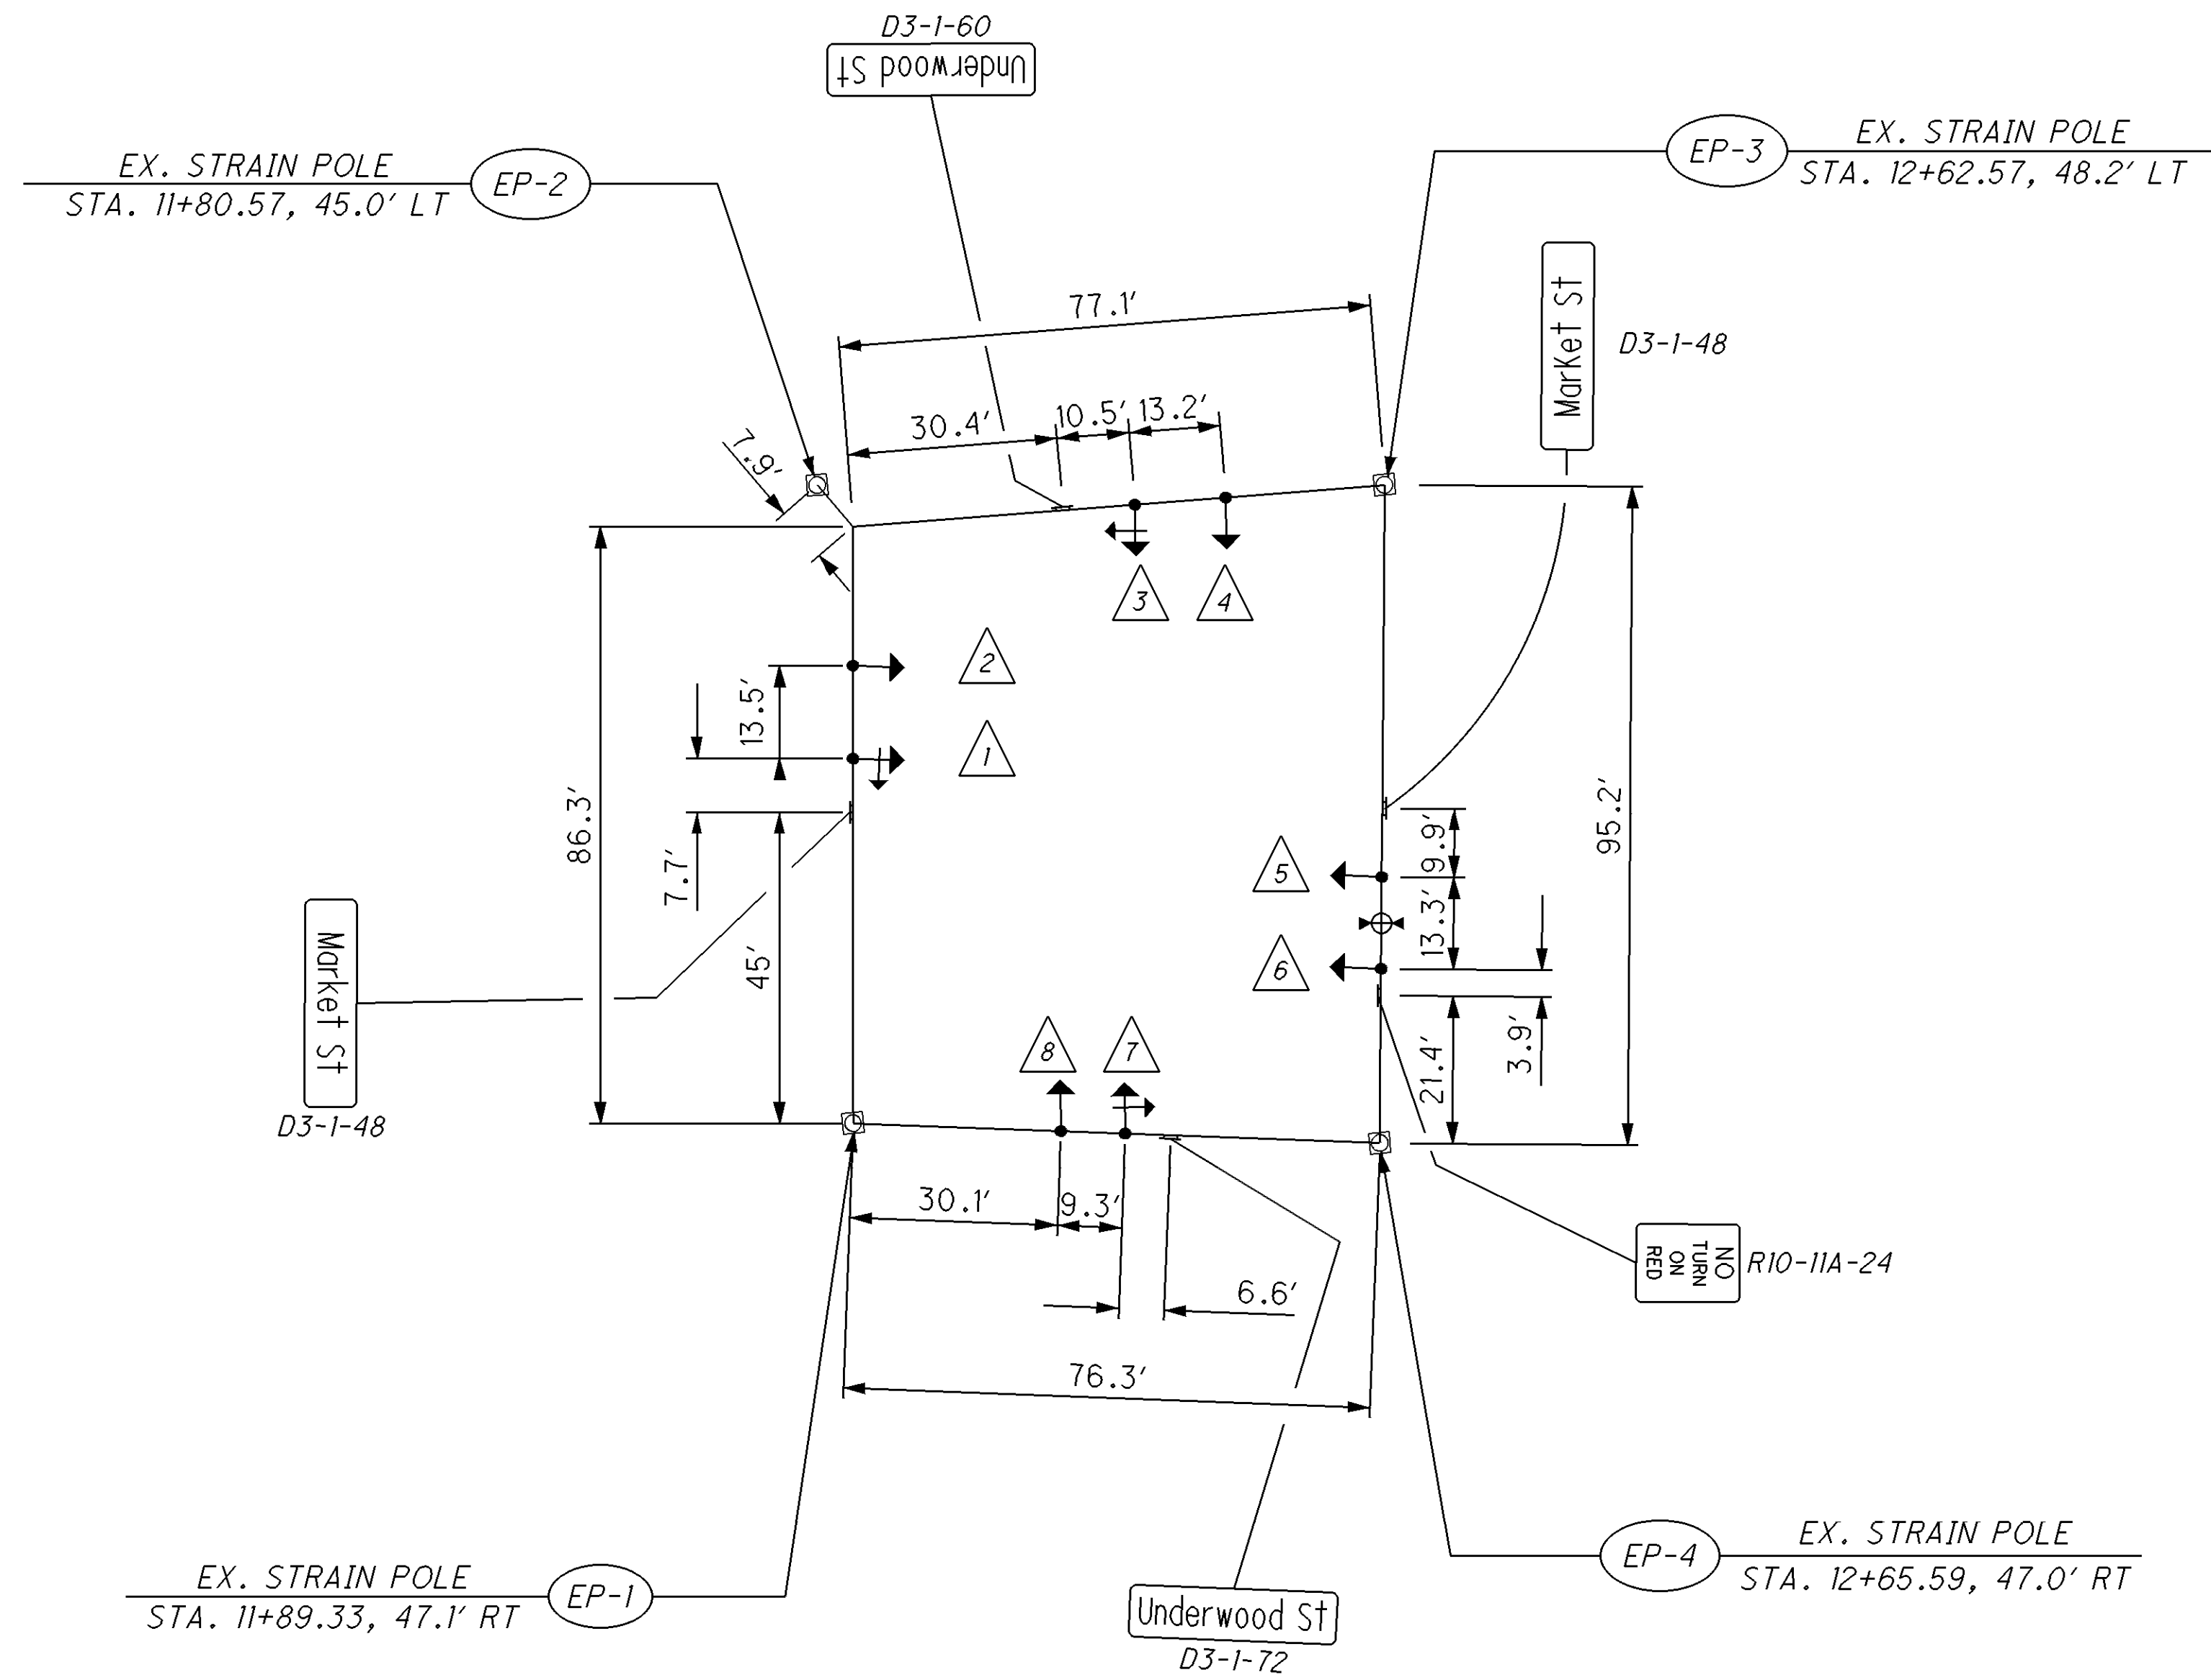 D3-1-60
Underwood St
EX. STRAIN POLE
EP-2
STA. 11+80.57, 45.0' LT
EP-3
EX. STRAIN POLE
STA. 12+62.57, 48.2' LT
Market St
D3-1-48
77.1'
30.4'
10.5'
13.2'
7.9'
3
4
2
13.5'
1
86.3'
7.7'
45'
Market St
D3-1-48
5
9.9'
13.3'
95.2'
6
21.4'
3.9'
8
7
30.1'
9.3'
6.6'
76.3'
NO
TURN
ON
RED
R10-11A-24
EX. STRAIN POLE
EP-1
STA. 11+89.33, 47.1' RT
EP-4
EX. STRAIN POLE
STA. 12+65.59, 47.0' RT
Underwood St
D3-1-72